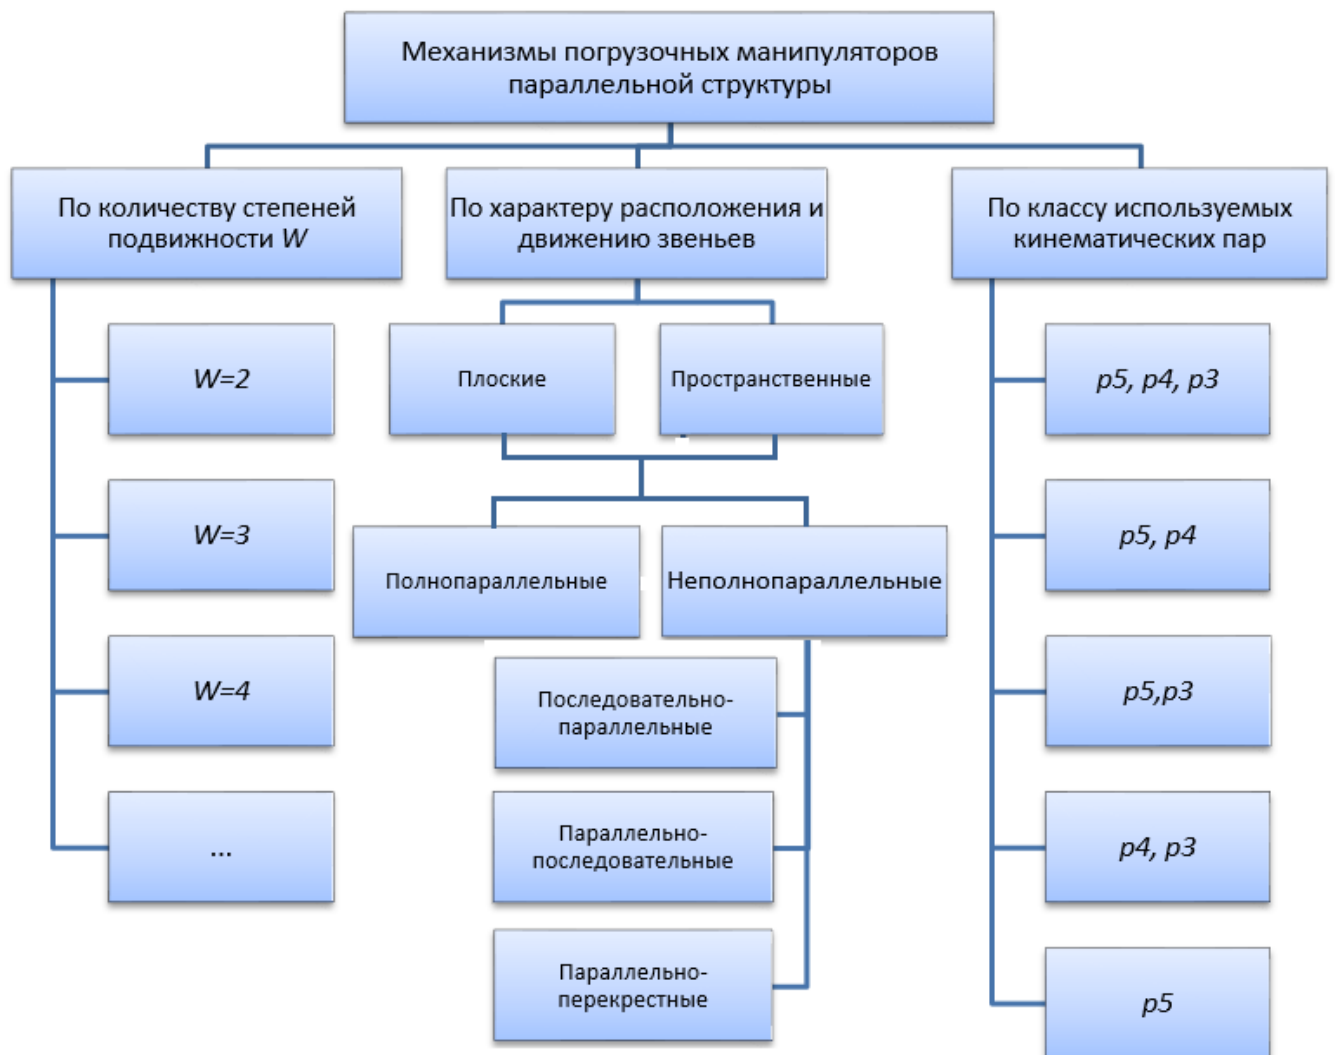 Механизмы погрузочных манипуляторов
параллельной структуры
По количеству степеней
подвижности W
По характеру расположения и
движению звеньев
По классу используемых
кинематических пар
W=2
Плоские
Пространственные
p5, p4, p3
W=3
Полнопараллельные
Неполнопараллельные
p5, p4
W=4
Последовательно-
параллельные
p5,p3
...
Параллельно-
последовательные
p4, p3
Параллельно-
перекрестные
p5